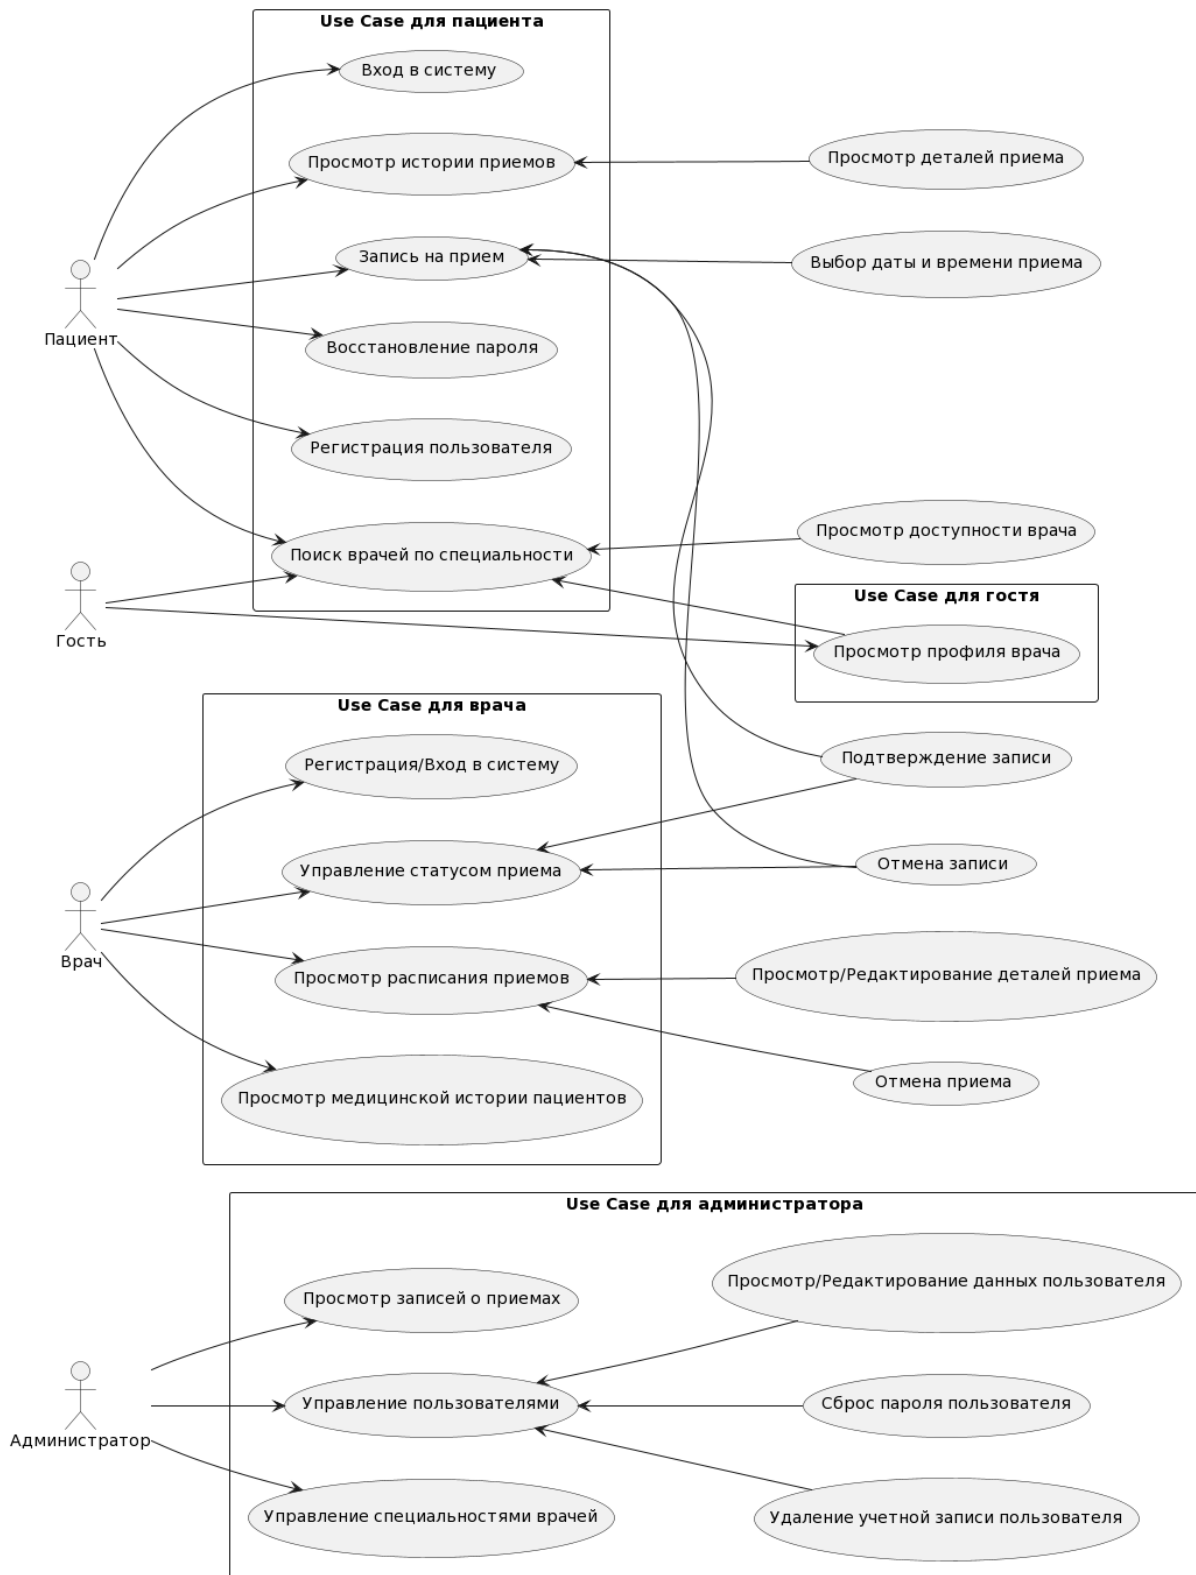 Use Case для пациента
Вход в систему
Просмотр истории приемов
Просмотр деталей приема
Запись на прием
Выбор даты и времени приема
Пациент
Восстановление пароля
Регистрация пользователя
Просмотр доступности врача
Поиск врачей по специальности
Use Case для гостя
Гость
Просмотр профиля врача
Use Case для врача
Регистрация/Вход в систему
Подтверждение записи
Управление статусом приема
Отмена записи
Врач
Просмотр расписания приемов
Просмотр/Редактирование деталей приема
Отмена приема
Просмотр медицинской истории пациентов
Use Case для администратора
Просмотр/Редактирование данных пользователя
Просмотр записей о приемах
Управление пользователями
Сброс пароля пользователя
Администратор
Управление специальностями врачей
Удаление учетной записи пользователя